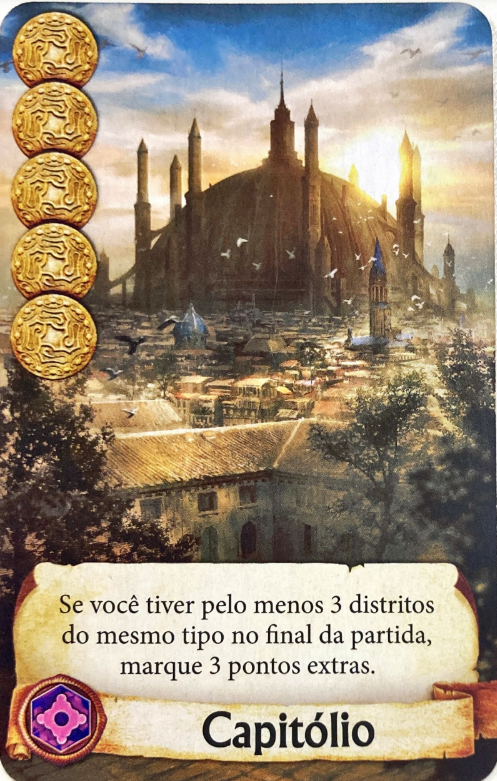 Se você tiver pelo menos 3 distritos
do mesmo tipo no final da partida,
marque 3 pontos extras.
Capitólio